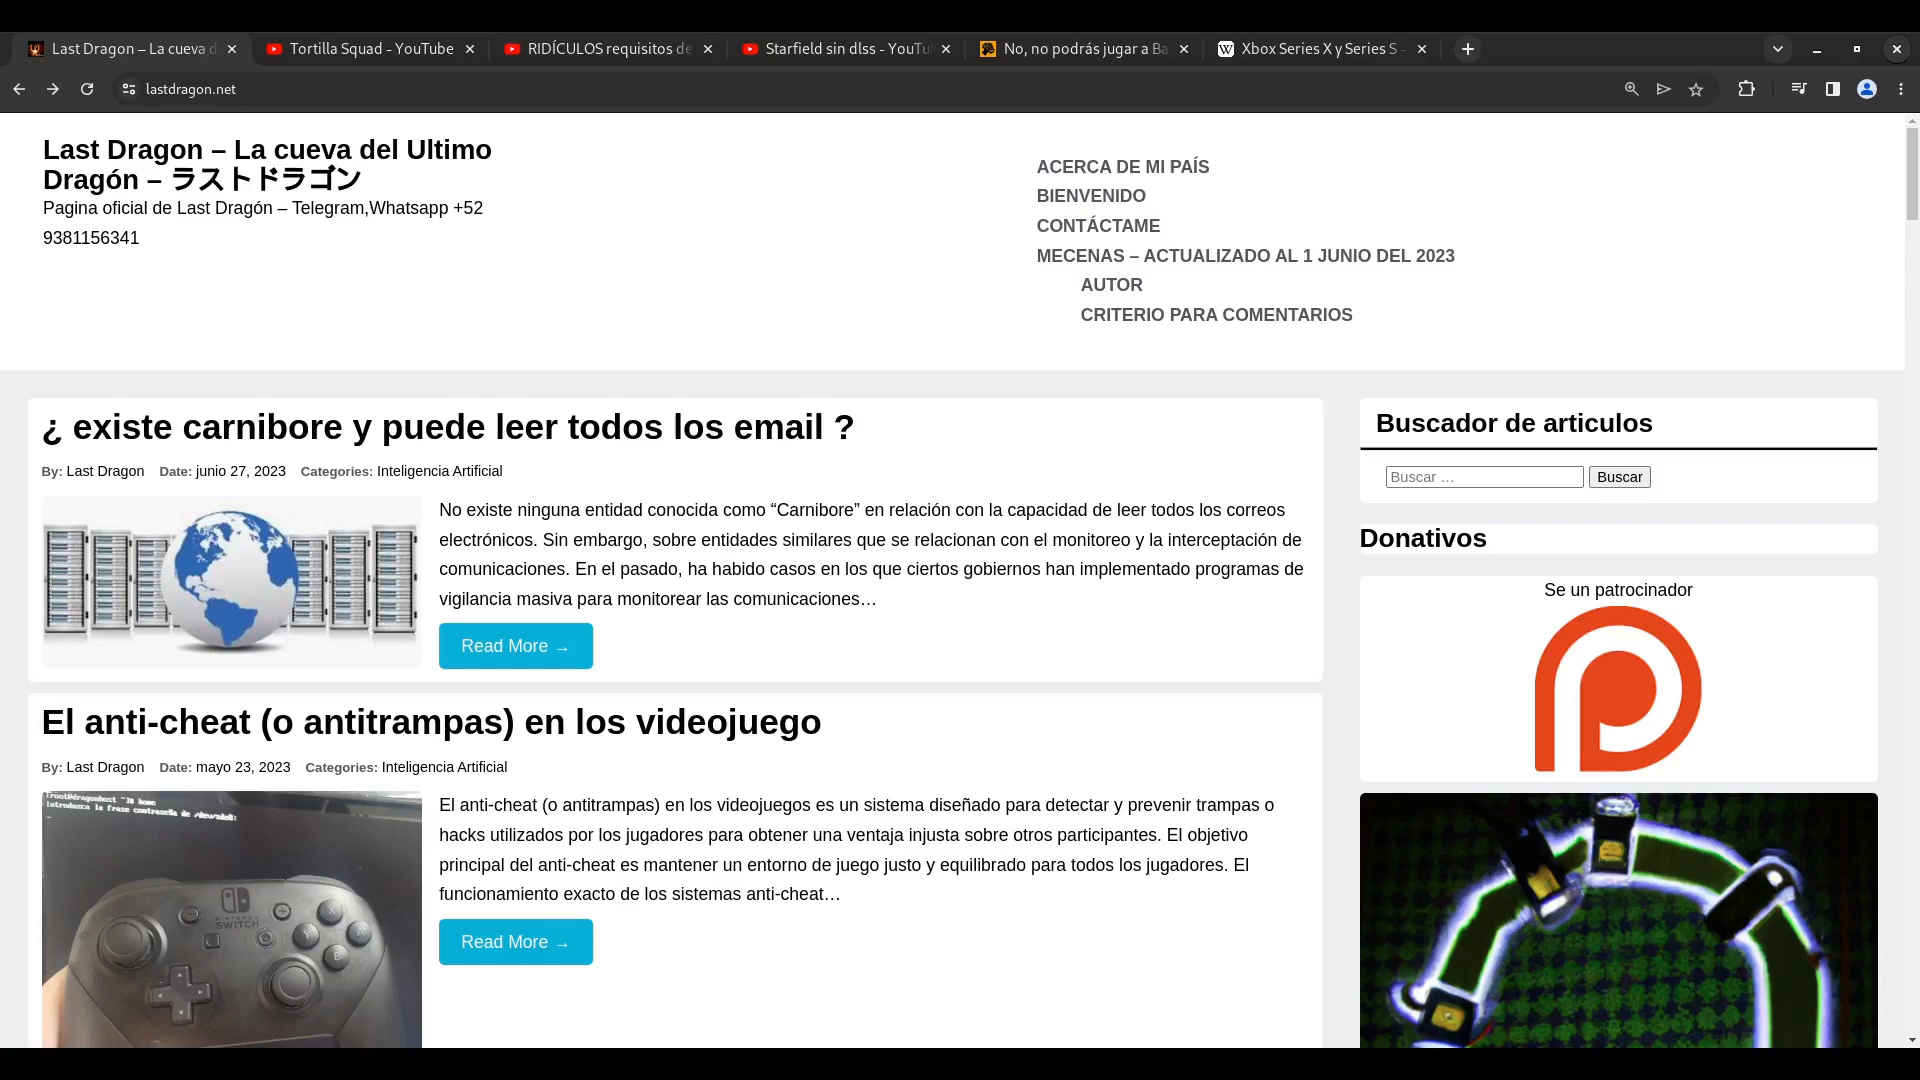 Last Dragon – La cueva d
Tortilla Squad - YouTube
RIDÍCULOS requisitos de
Starfield sin dlss - YouTu
No, no podrás jugar a Ba
Xbox Series X y Series S -
lastdragon.net
Last Dragon – La cueva del Ultimo
Dragón – ラストドラゴン
Pagina oficial de Last Dragón – Telegram,Whatsapp +52
9381156341
ACERCA DE MI PAÍS
BIENVENIDO
CONTÁCTAME
MECENAS – ACTUALIZADO AL 1 JUNIO DEL 2023
AUTOR
CRITERIO PARA COMENTARIOS
¿ existe carnibore y puede leer todos los email ?
By: Last Dragon Date: junio 27, 2023 Categories: Inteligencia Artificial
No existe ninguna entidad conocida como “Carnibore” en relación con la capacidad de leer todos los correos
electrónicos. Sin embargo, sobre entidades similares que se relacionan con el monitoreo y la interceptación de
comunicaciones. En el pasado, ha habido casos en los que ciertos gobiernos han implementado programas de
vigilancia masiva para monitorear las comunicaciones…
Read More →
El anti-cheat (o antitrampas) en los videojuego
By: Last Dragon Date: mayo 23, 2023 Categories: Inteligencia Artificial
Introduzca la frase contraseña de
NINTENDO
SWITCH
X
Y
A
B
El anti-cheat (o antitrampas) en los videojuegos es un sistema diseñado para detectar y prevenir trampas o
hacks utilizados por los jugadores para obtener una ventaja injusta sobre otros participantes. El objetivo
principal del anti-cheat es mantener un entorno de juego justo y equilibrado para todos los jugadores. El
funcionamiento exacto de los sistemas anti-cheat…
Read More →
Buscador de articulos
Buscar …
Buscar
Donativos
Se un patrocinador